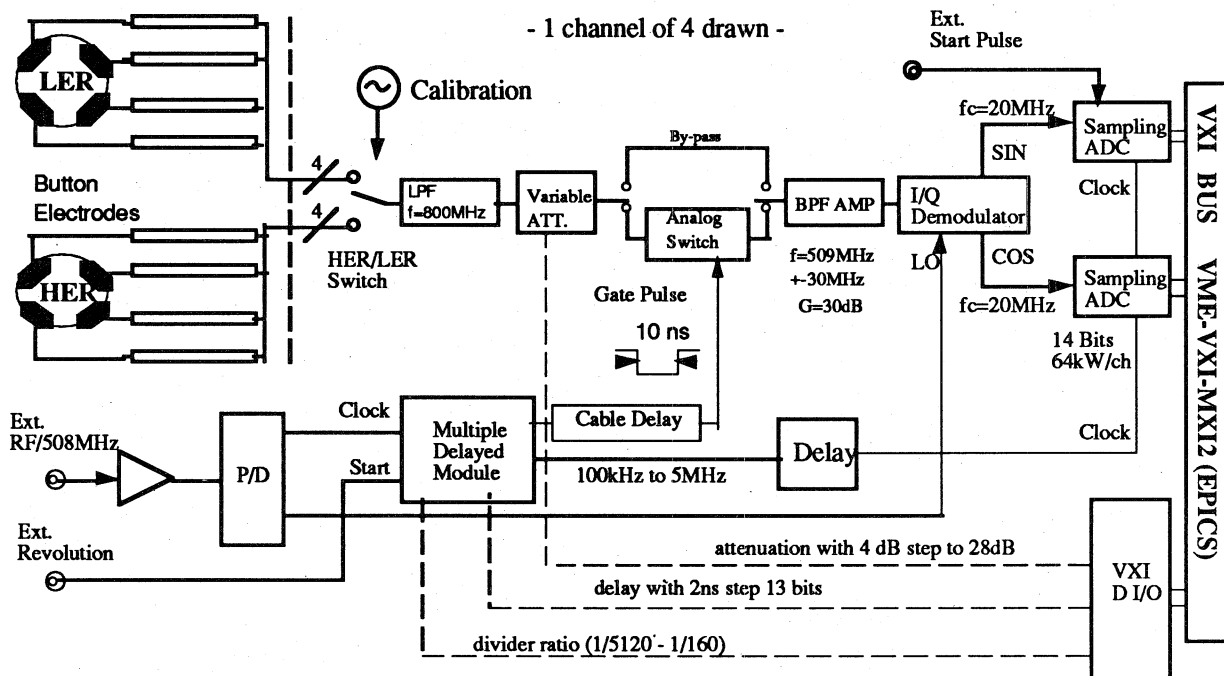 - 1 channel of 4 drawn -
Ext.
Start Pulse
LER
Calibration
fc=20MHz
Sampling
ADC
By-pass
SIN
4
Button
Electrodes
LPF
f=800MHz
Variable
ATT.
Analog
Switch
BPF AMP
I/Q
Demodulator
Clock
4
HER/LER
Switch
f=509MHz
+-30MHz
G=30dB
LO
COS
fc=20MHz
Sampling
ADC
HER
Gate Pulse
10 ns
14 Bits
64kW/ch
Ext.
RF/508MHz
P/D
Clock
Start
Multiple
Delayed
Module
Cable Delay
100kHz to 5MHz
Delay
Clock
Ext.
Revolution
attenuation with 4 dB step to 28dB
delay with 2ns step 13 bits
divider ratio (1/5120 - 1/160)
VXI
D I/O
VXI BUS VME-VXI-MXI2 (EPICS)